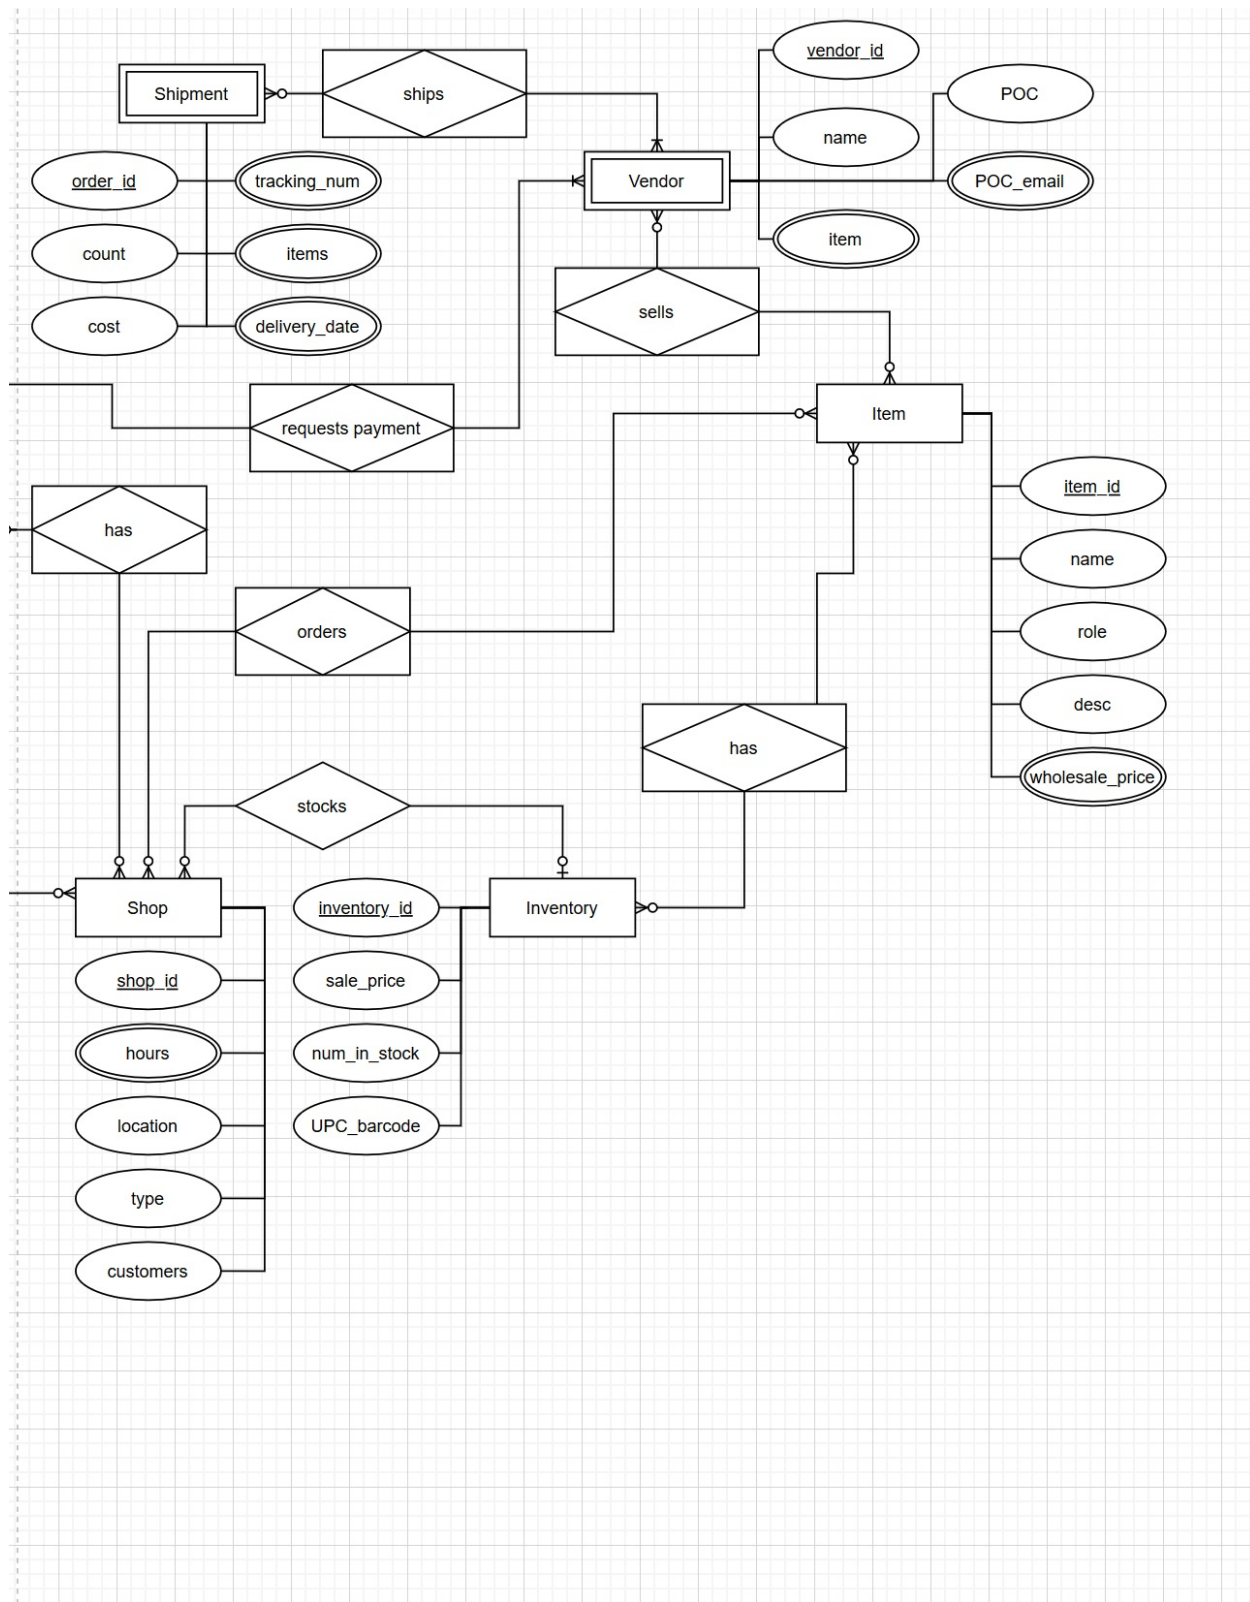 vendor_id
Shipment
ships
POC
name
order_id
tracking_num
Vendor
POC_email
item
count
items
cost
delivery_date
sells
requests payment
Item
item_id
has
name
orders
role
desc
has
wholesale_price
stocks
Shop
inventory_id
Inventory
shop_id
sale_price
hours
num_in_stock
location
UPC_barcode
type
customers